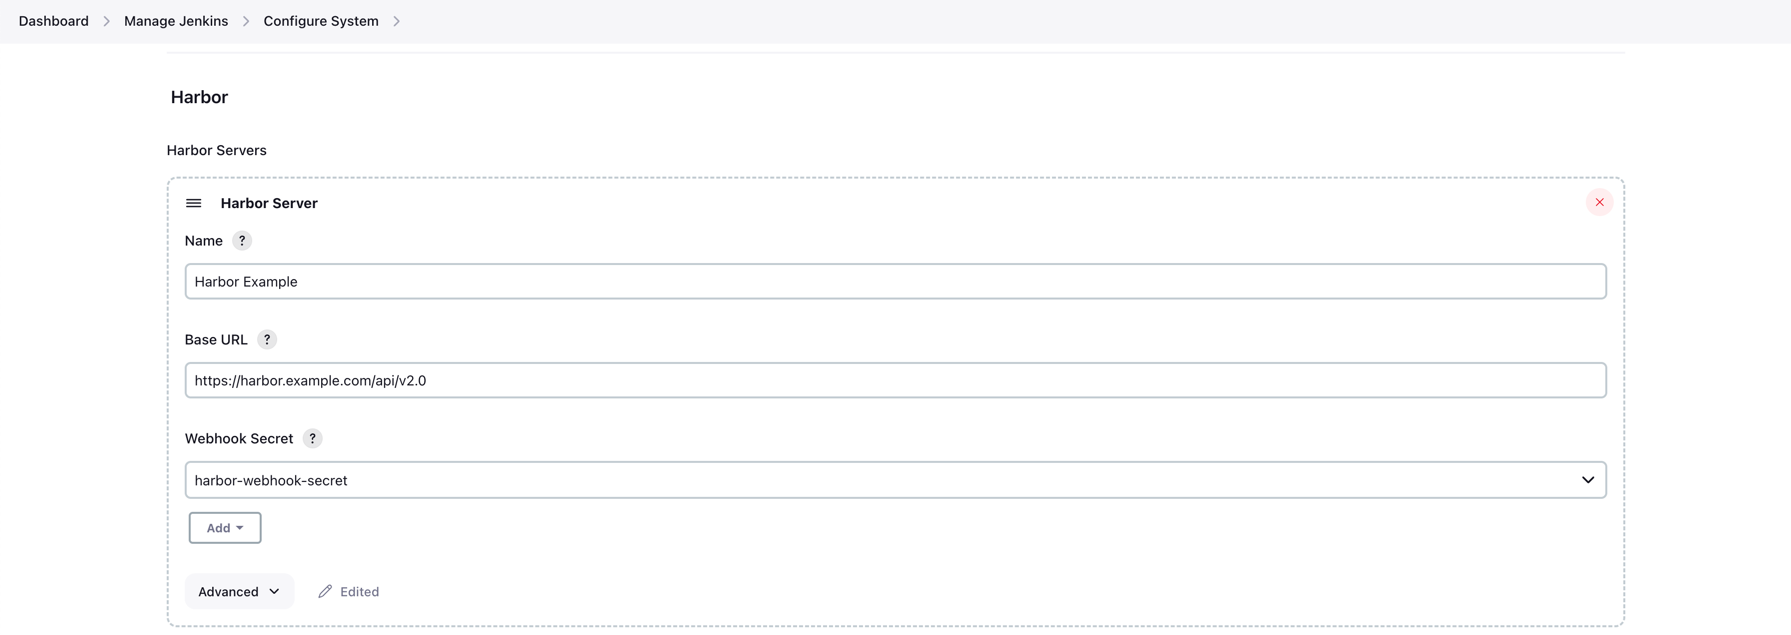 Dashboard > Manage Jenkins > Configure System >
Harbor
Harbor Servers
Harbor Server
Name ?
Harbor Example
Base URL ?
https://harbor.example.com/api/v2.0
Webhook Secret ?
harbor-webhook-secret
Add
Advanced Edited